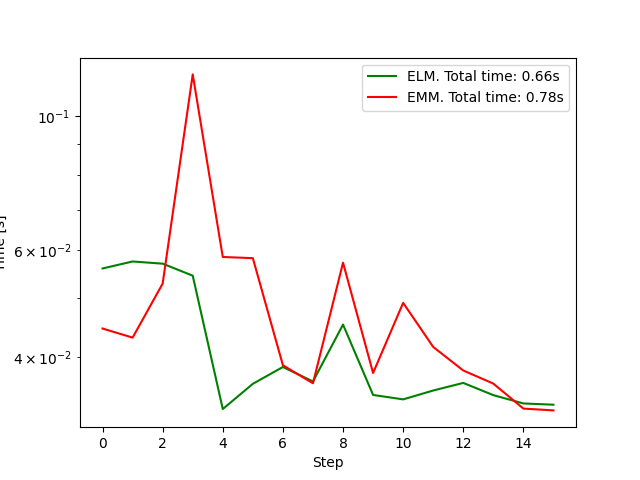 ELM. Total time: 0.66s
EMM. Total time: 0.78s
10⁻¹
6 × 10⁻²
4 × 10⁻²
0 2 4 6 8 10 12 14
Step